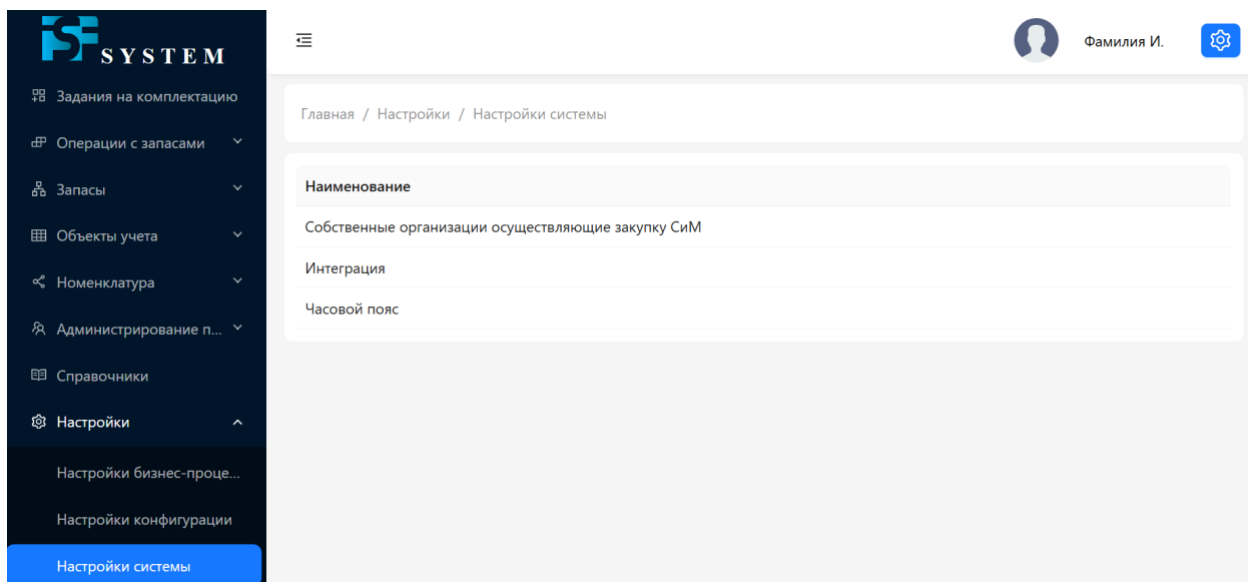 SYSTEM
Фамилия И.
Задания на комплектацию
Операции с запасами
Запасы
Объекты учета
Номенклатура
Администрирование п...
Справочники
Настройки
Настройки бизнес-проце...
Настройки конфигурации
Настройки системы
Главная / Настройки / Настройки системы
Наименование
Собственные организации осуществляющие закупку СиМ
Интеграция
Часовой пояс